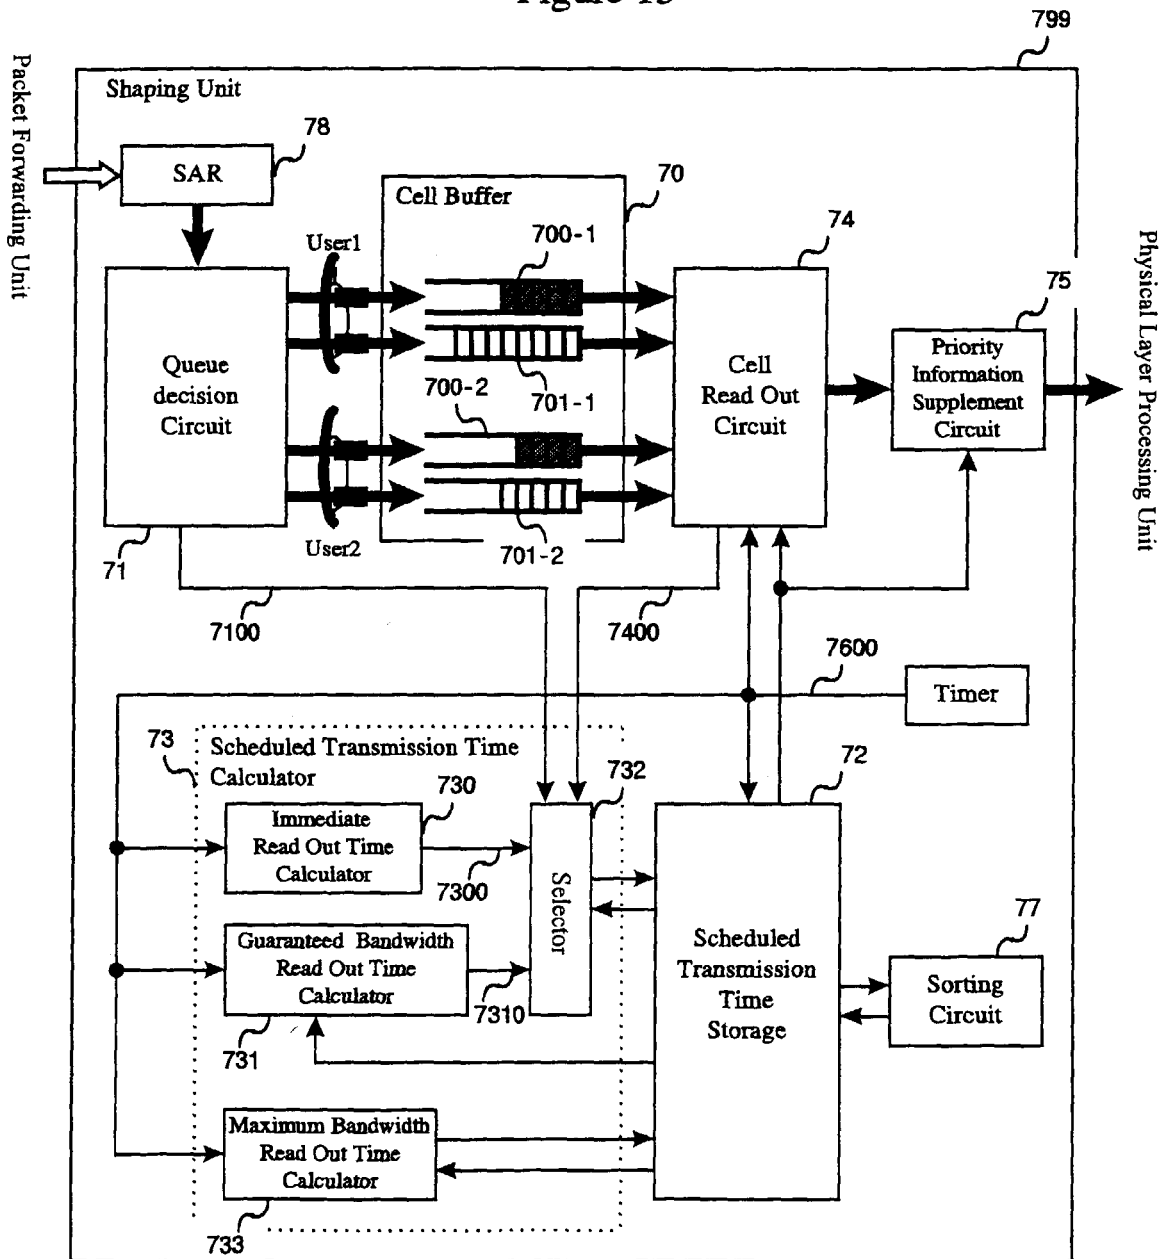 Figure 13
799
Packet Forwarding Unit
Shaping Unit
78
SAR
Cell Buffer
70
User1
700-1
74
Physical Layer Processing Unit
75
Queue
decision
Circuit
Cell
Read Out
Circuit
Priority
Information
Supplement
Circuit
700-2
701-1
71
User2
701-2
7100
7400
7600
Timer
73
Scheduled Transmission Time
Calculator
732
72
730
Immediate
Read Out Time
Calculator
7300
Selector
Guaranteed Bandwidth
Read Out Time
Calculator
7310
731
Scheduled
Transmission
Time
Storage
77
Sorting
Circuit
Maximum Bandwidth
Read Out Time
Calculator
733